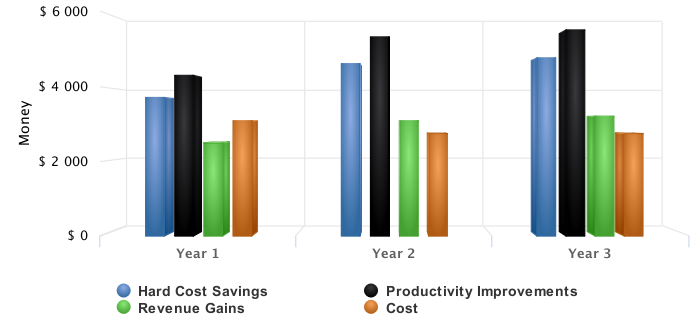 $ 6 000
$ 4 000
$ 2 000
$ 0
Money
Year 1
Year 2
Year 3
Hard Cost Savings
Productivity Improvements
Revenue Gains
Cost